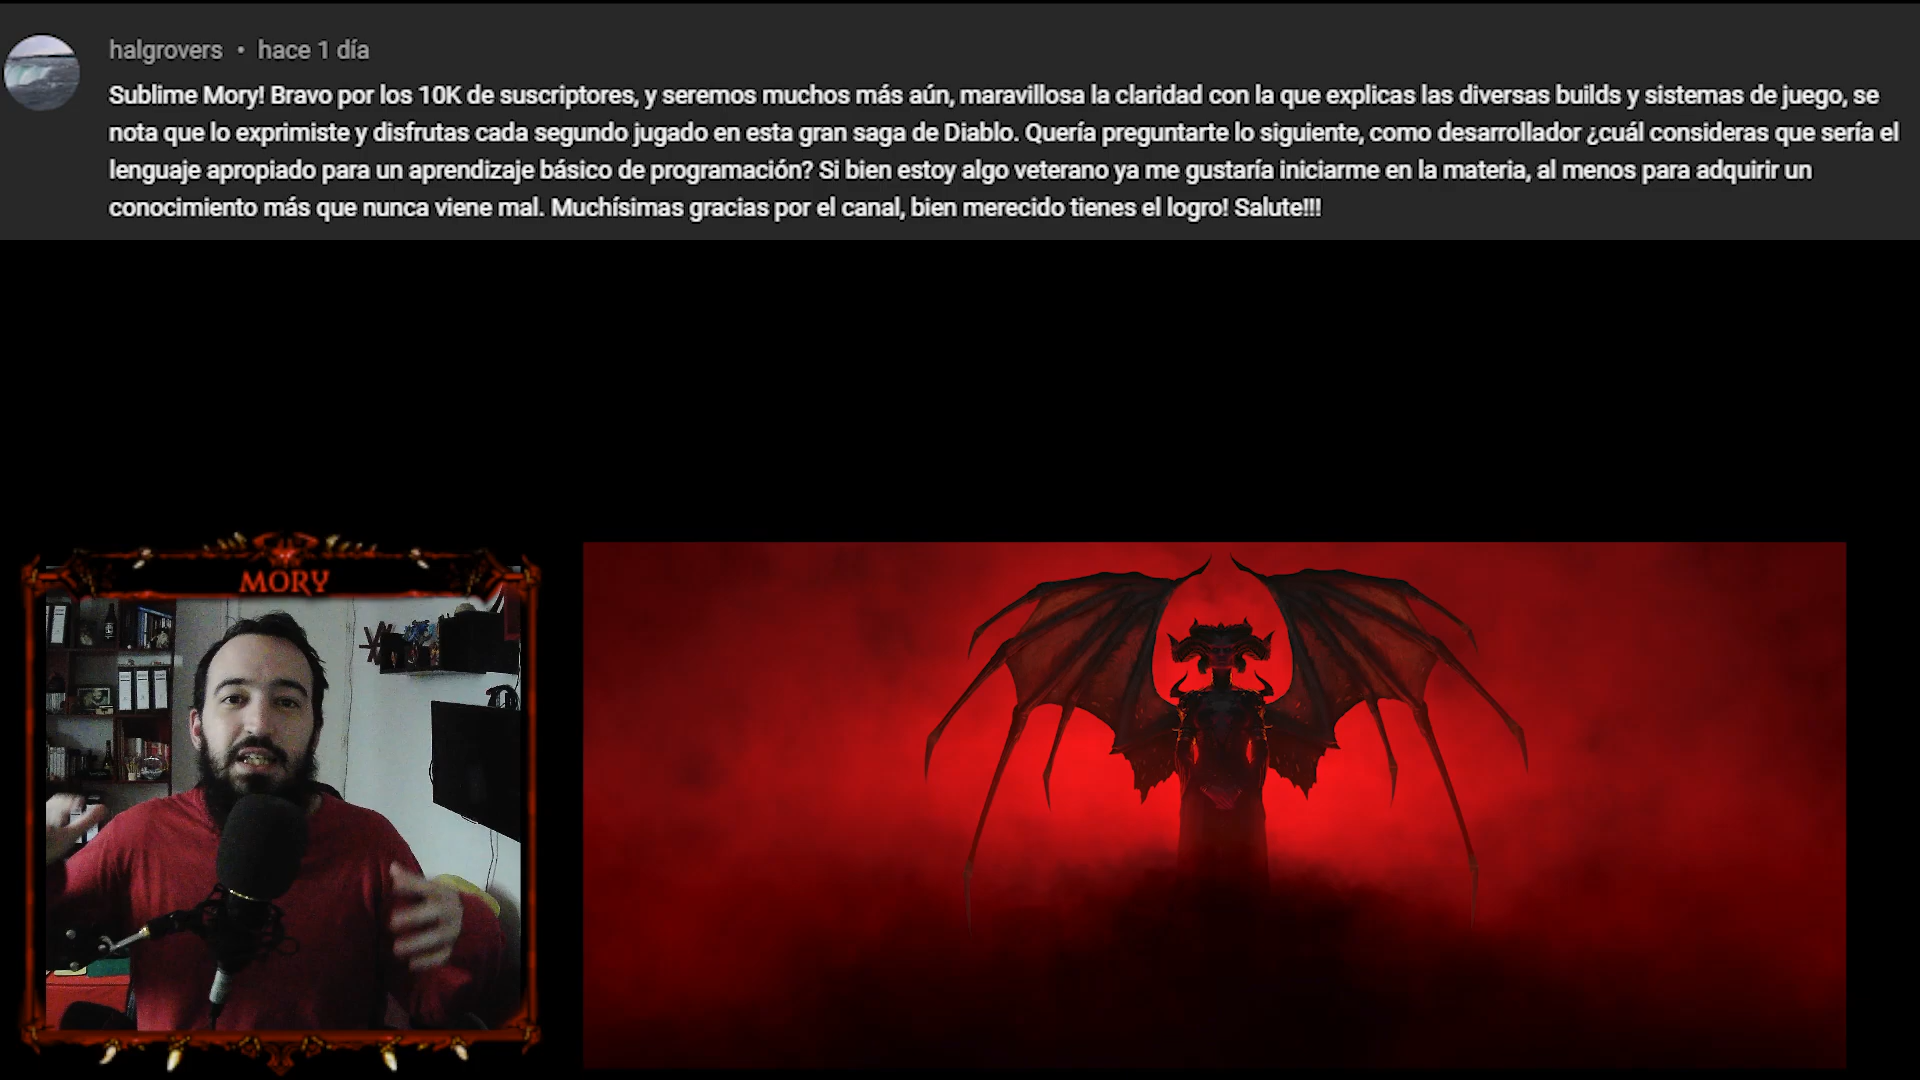 halgrovers • hace 1 día
Sublime Mory! Bravo por los 10K de suscriptores, y seremos muchos más aún, maravillosa la claridad con la que explicas las diversas builds y sistemas de juego, se
nota que lo exprimiste y disfrutas cada segundo jugado en esta gran saga de Diablo. Quería preguntarte lo siguiente, como desarrollador ¿cuál consideras que sería el
lenguaje apropiado para un aprendizaje básico de programación? Si bien estoy algo veterano ya me gustaría iniciarme en la materia, al menos para adquirir un
conocimiento más que nunca viene mal. Muchísimas gracias por el canal, bien merecido tienes el logro! Salute!!!
MORY